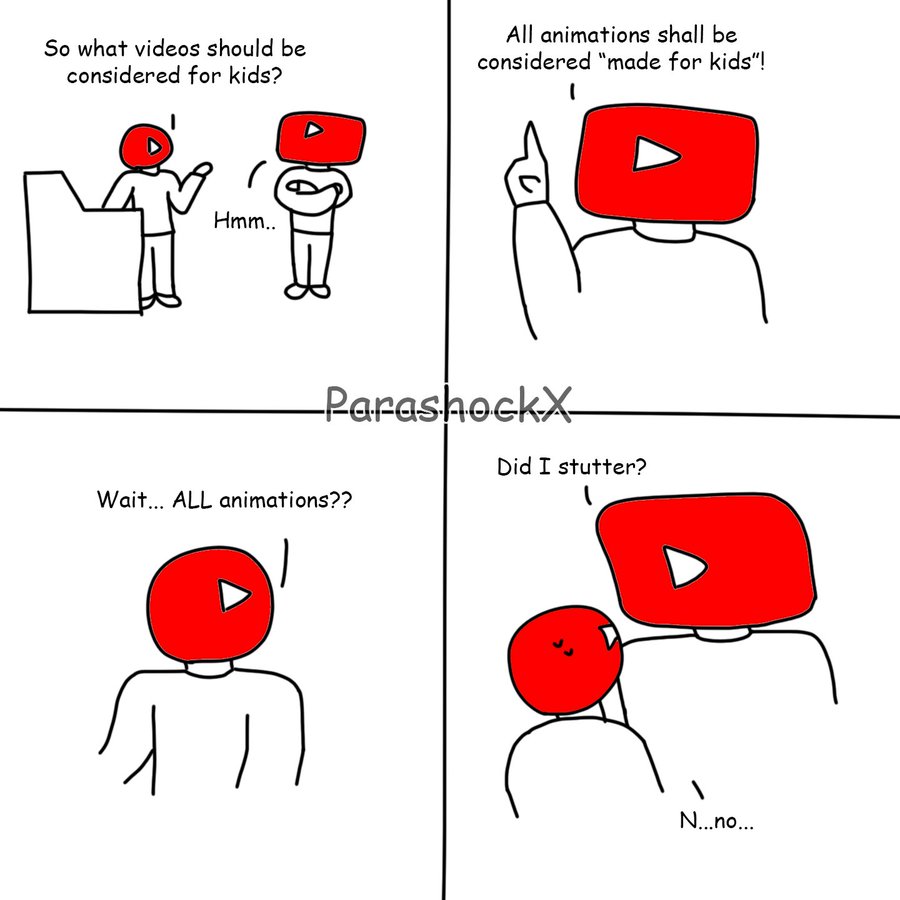 So what videos should be
considered for kids?
Hmm..
All animations shall be
considered “made for kids”!
ParashockX
Wait... ALL animations??
Did I stutter?
N...no...